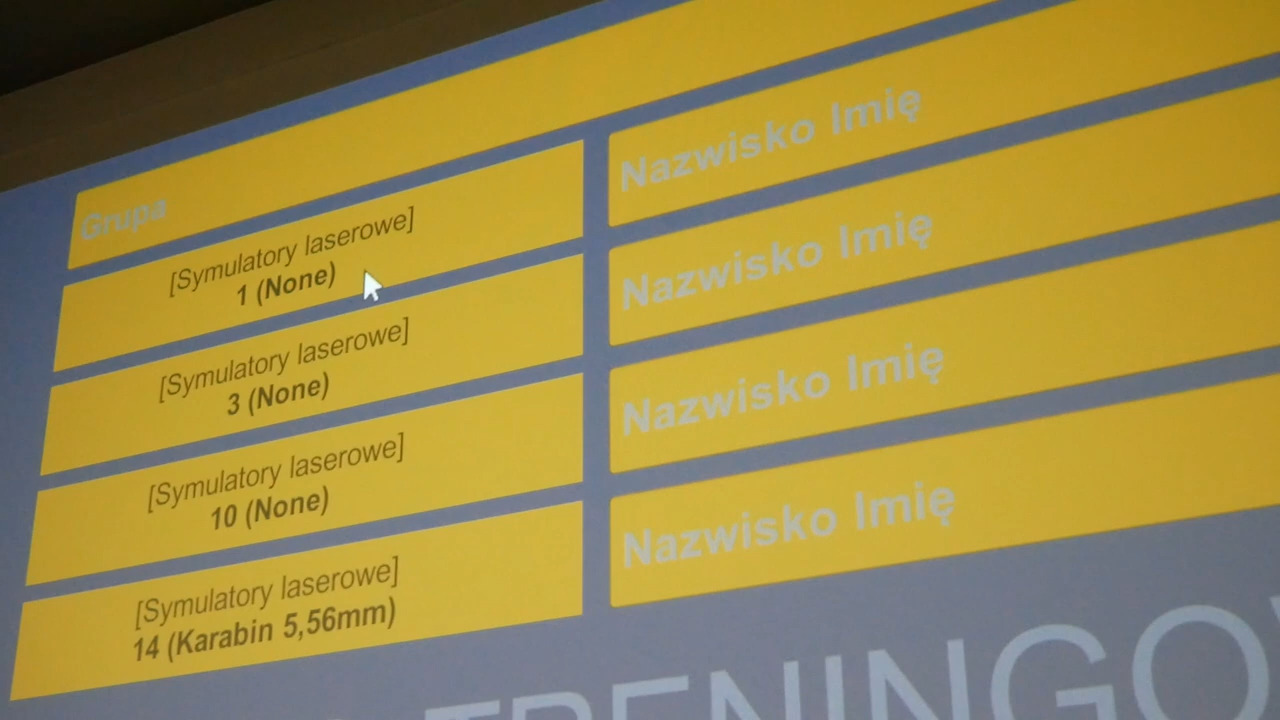 Grupa
[Symulatory laserowe]
1 (None)
Nazwisko Imię
[Symulatory laserowe]
3 (None)
Nazwisko Imię
[Symulatory laserowe]
10 (None)
Nazwisko Imię
[Symulatory laserowe]
14 (Karabin 5,56mm)
Nazwisko Imię